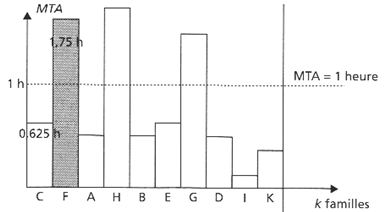 MTA
1,75 h
1 h
MTA = 1 heure
0.625 h
C F A H B E G D I K
k familles